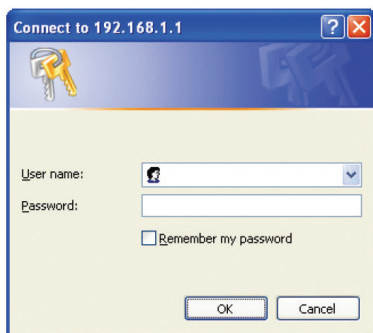 Connect to 192.168.1.1
?
User name:
Password:
Remember my password
OK
Cancel